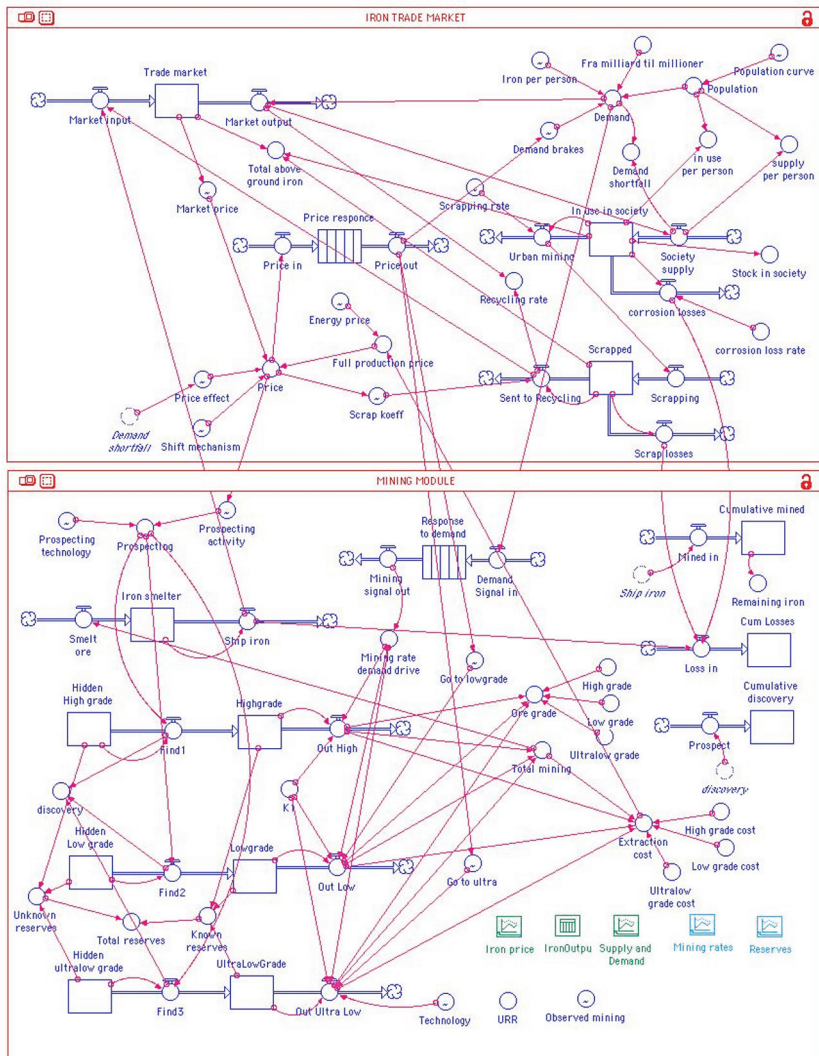 IRON TRADE MARKET
Trade market
Market input
Market output
Iron per person
Fra milliard til millioner
Population curve
Population
Demand
Demand brakes
Total above
ground iron
Demand
shortfall
in use
per person
supply
per person
Market price
Scrapping rate
Price responce
In use in society
Price in
Price out
Urban mining
Society
supply
Stock in society
Energy price
Recycling rate
corrosion losses
corrosion loss rate
Full production price
Price
Price effect
Scrap koeff
Scrapped
Sent to Recycling
Scrapping
Demand
shortfall
Shift mechanism
Scrap losses
MINING MODULE
Prospecting
technology
Prospecting
Prospecting
activity
Response
to demand
Mining
signal out
Demand
Signal in
Cumulative mined
Mined in
Ship iron
Remaining iron
Iron smelter
Smelt
ore
Ship iron
Mining rate
demand drive
Go to lowgrade
Cum Losses
Loss in
Hidden
High grade
Highgrade
Find1
Out High
High grade
Ore grade
Low grade
Ultralow grade
Cumulative
discovery
Prospect
discovery
Total mining
discovery
K1
Hidden
Low grade
Lowgrade
Find2
Out Low
Go to ultra
Extraction
cost
High grade cost
Low grade cost
Ultralow
grade cost
Unknown
reserves
Total reserves
Known
reserves
Iron price
IronOutpu
Supply and
Demand
Mining rates
Reserves
Hidden
ultralow grade
UltraLowGrade
Find3
Out Ultra Low
Technology
URR
Observed mining